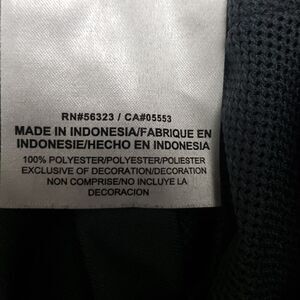 RN#56323 / CA#05553
MADE IN INDONESIA/FABRIQUE EN
INDONESIE/HECHO EN INDONESIA
100% POLYESTER/POLYESTER/POLIESTER
EXCLUSIVE OF DECORATION/DECORATION
NON COMPRISE/NO INCLUYE LA
DECORACION